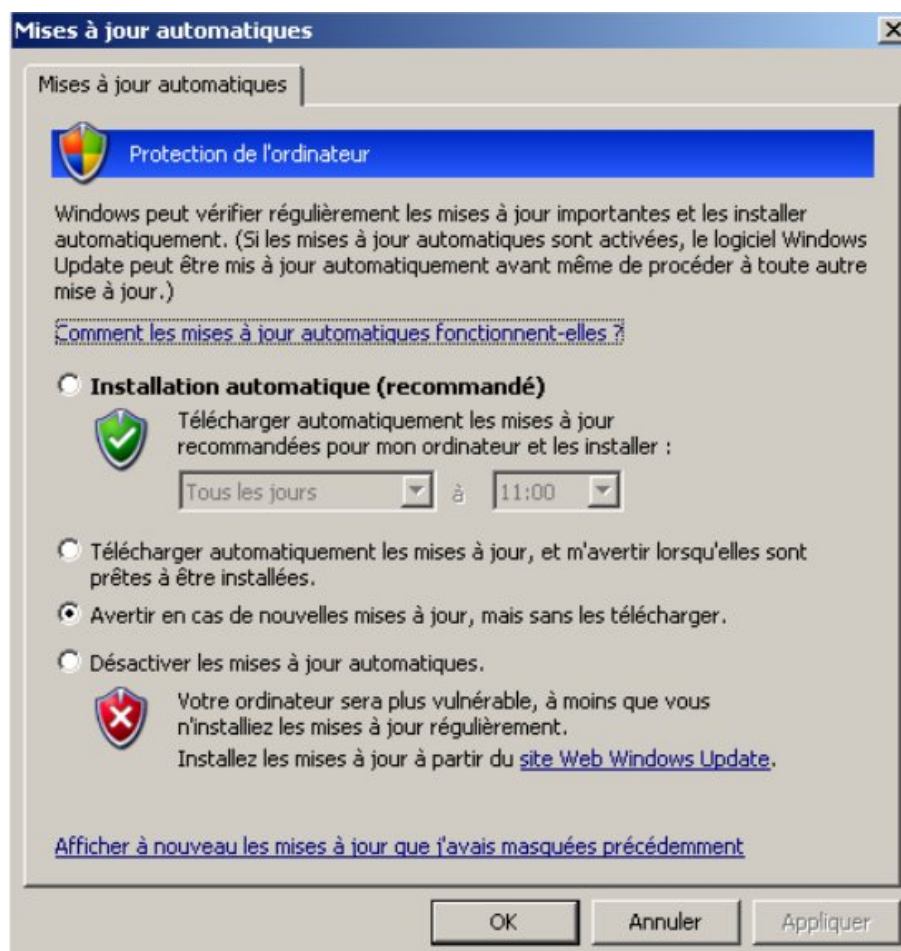 Mises à jour automatiques
Mises à jour automatiques
Protection de l'ordinateur
Windows peut vérifier régulièrement les mises à jour importantes et les installer
automatiquement. (Si les mises à jour automatiques sont activées, le logiciel Windows
Update peut être mis à jour automatiquement avant même de procéder à toute autre
mise à jour.)
Comment les mises à jour automatiques fonctionnent-elles ?
Installation automatique (recommandé)
Télécharger automatiquement les mises à jour
recommandées pour mon ordinateur et les installer :
Tous les jours à 11:00
Télécharger automatiquement les mises à jour, et m'avertir lorsqu'elles sont
prêtes à être installées.
Avertir en cas de nouvelles mises à jour, mais sans les télécharger.
Désactiver les mises à jour automatiques.
Votre ordinateur sera plus vulnérable, à moins que vous
n'installiez les mises à jour régulièrement.
Installez les mises à jour à partir du site Web Windows Update.
Afficher à nouveau les mises à jour que j'avais masquées précédemment
OK Annuler Appliquer